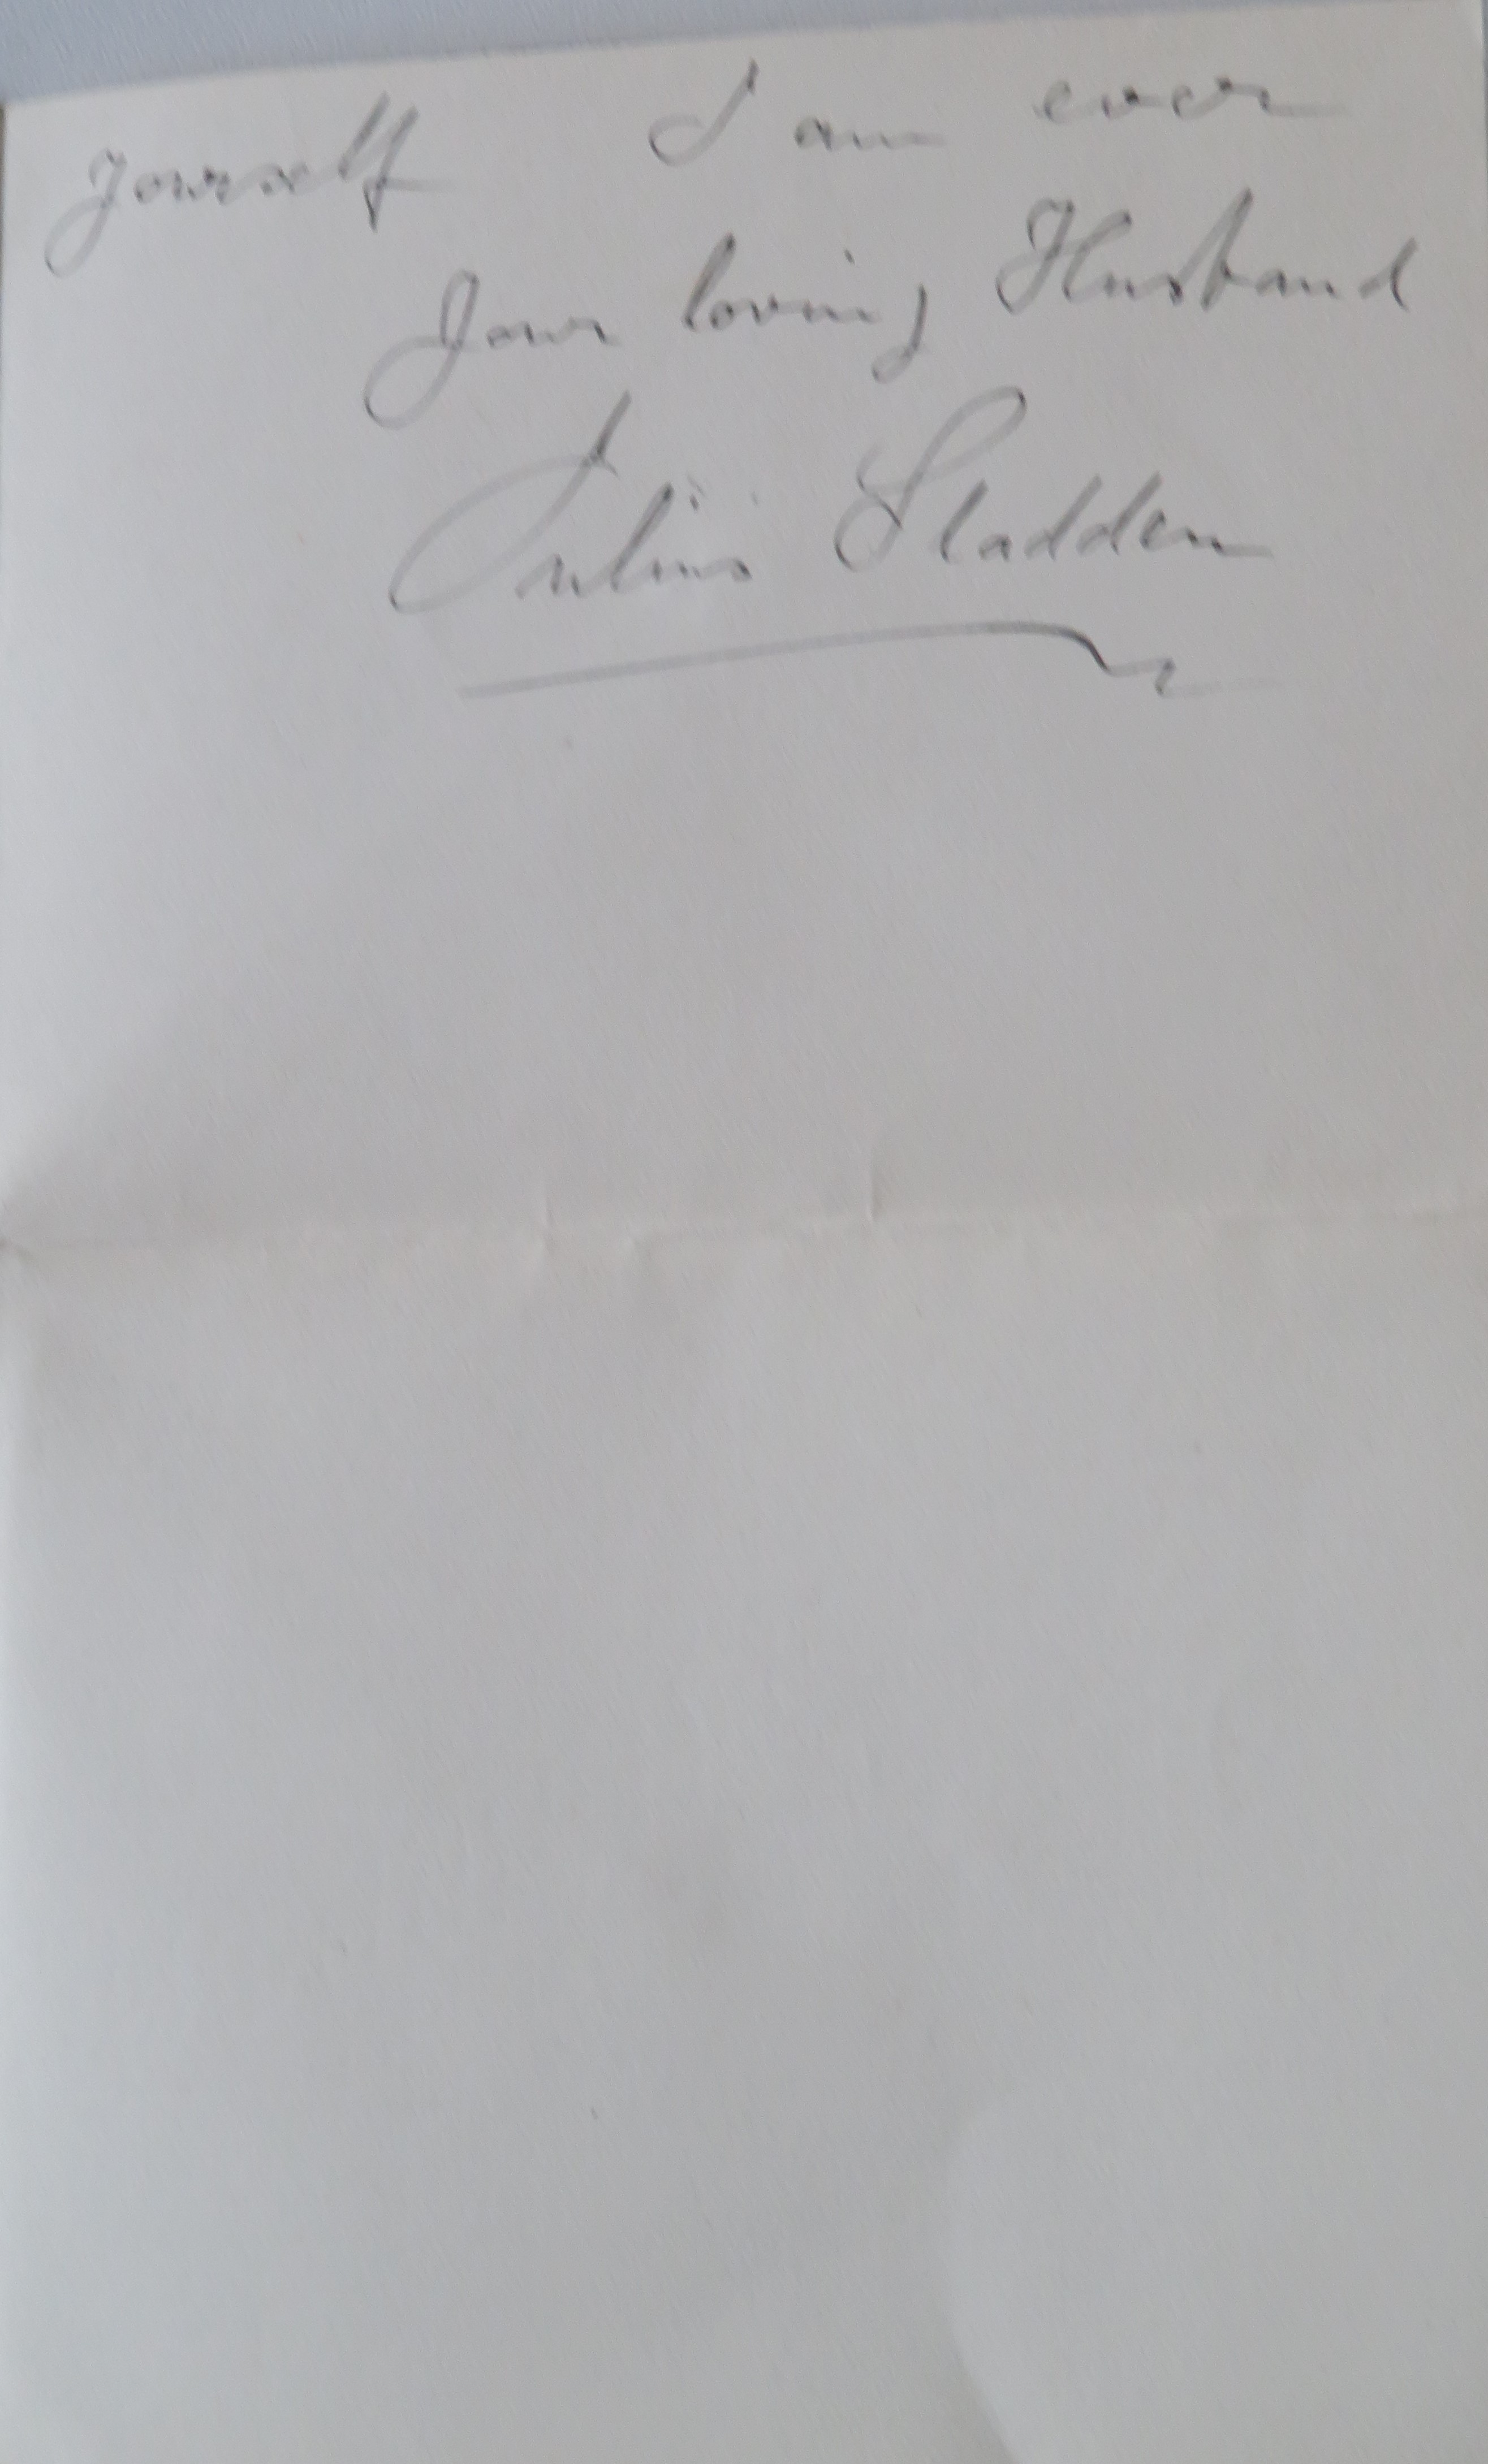 yourself I am ever
Your loving Husband
Julius Sladden